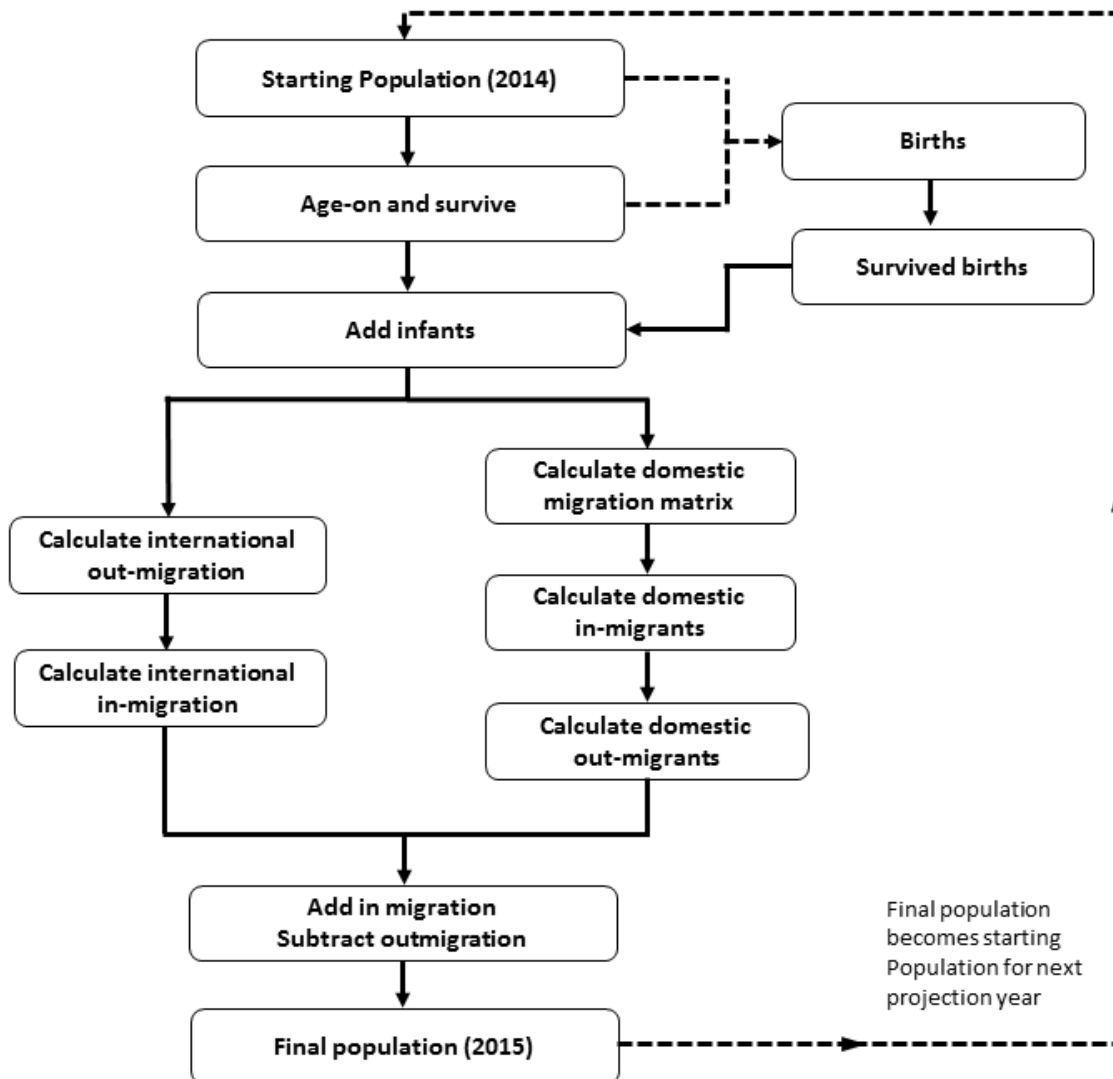 Starting Population (2014)
Births
Age-on and survive
Survived births
Add infants
Calculate domestic
migration matrix
Calculate international
out-migration
Calculate domestic
in-migrants
Calculate international
in-migration
Calculate domestic
out-migrants
Add in migration
Subtract outmigration
Final population
becomes starting
Population for next
projection year
Final population (2015)